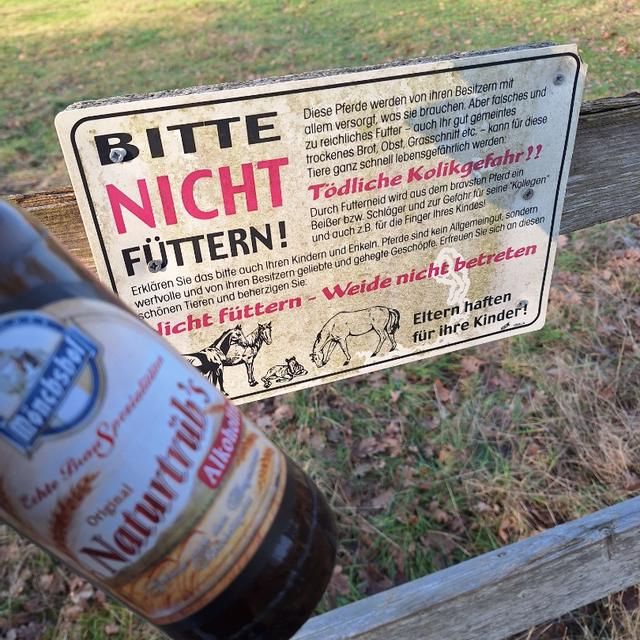 BITTE
NICHT
FÜTTERN!
Diese Pferde werden von ihren Besitzern mit
allem versorgt, was sie brauchen. Aber falsches und
zu reichliches Futter – auch Ihr gut gemeintes
trockenes Brot, Obst, Grasschnitt etc. – kann für diese
Tiere ganz schnell lebensgefährlich werden:
Tödliche Kolikgefahr!!
Durch Futterneid wird aus dem bravsten Pferd ein
Beißer bzw. Schläger und zur Gefahr für seine "Kollegen"
und auch z.B. für die Finger Ihres Kindes!
Erklären Sie das bitte auch Ihren Kindern und Enkeln. Pferde sind kein Allgemeingut, sondern
wertvolle und von ihren Besitzern geliebte und gehegte Geschöpfe. Erfreuen Sie sich an diesen
schönen Tieren und beherzigen Sie:
licht füttern - Weide nicht betreten
Eltern haften
für ihre Kinder!
Mönchshof
Echte Brau Spezialitäten
Original
Naturtrüb's
Alkohol